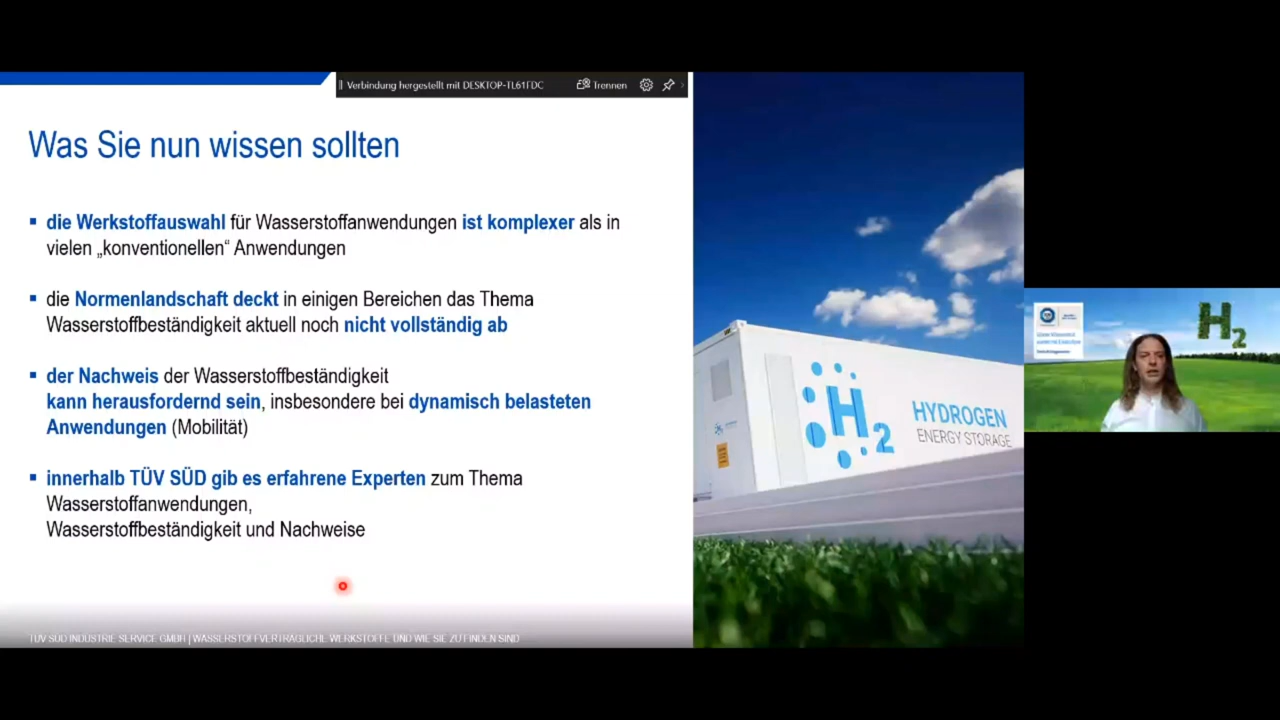 Verbindung hergestellt mit DESKTOP-TL61FDC
Trennen
Was Sie nun wissen sollten
die Werkstoffauswahl für Wasserstoffanwendungen ist komplexer als in
vielen „konventionellen“ Anwendungen
die Normenlandschaft deckt in einigen Bereichen das Thema
Wasserstoffbeständigkeit aktuell noch nicht vollständig ab
der Nachweis der Wasserstoffbeständigkeit
kann herausfordernd sein, insbesondere bei dynamisch belasteten
Anwendungen (Mobilität)
innerhalb TÜV SÜD gib es erfahrene Experten zum Thema
Wasserstoffanwendungen,
Wasserstoffbeständigkeit und Nachweise
TÜV SÜD INDUSTRIE SERVICE GMBH | WASSERSTOFFVERTRÄGLICHE WERKSTOFFE UND WIE SIE ZU FINDEN SIND
H2
HYDROGEN
ENERGY STORAGE
H2